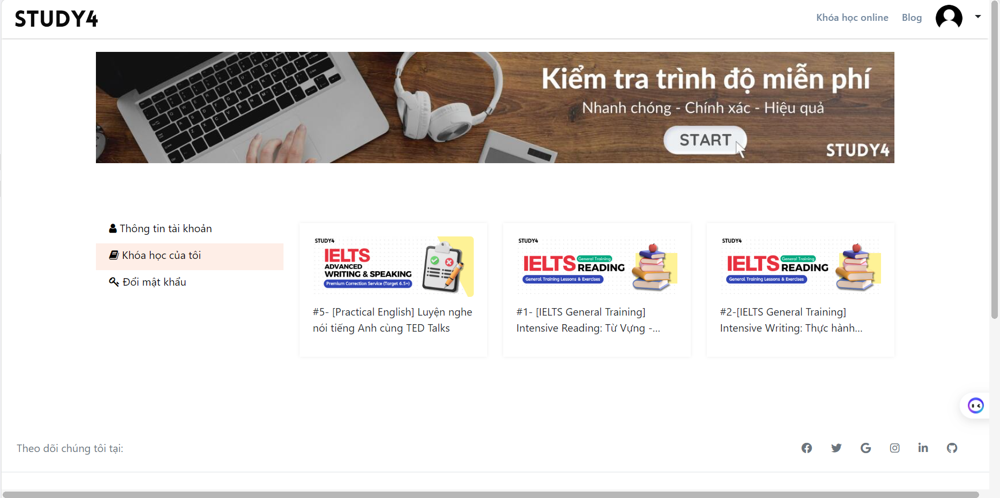 STUDY4
Khóa học online
Blog
Kiểm tra trình độ miễn phí
Nhanh chóng - Chính xác - Hiệu quả
START
STUDY4
Thông tin tài khoản
Khóa học của tôi
Đổi mật khẩu
STUDY4
IELTS
ADVANCED
WRITING & SPEAKING
Premium Correction Service (Target 6.5+)
#5- [Practical English] Luyện nghe
nói tiếng Anh cùng TED Talks
STUDY4
IELTS General Training
READING
General Training Lessons & Exercises
#1- [IELTS General Training]
Intensive Reading: Từ Vựng -...
STUDY4
IELTS General Training
READING
General Training Lessons & Exercises
#2-[IELTS General Training]
Intensive Writing: Thực hành...
Theo dõi chúng tôi tại: